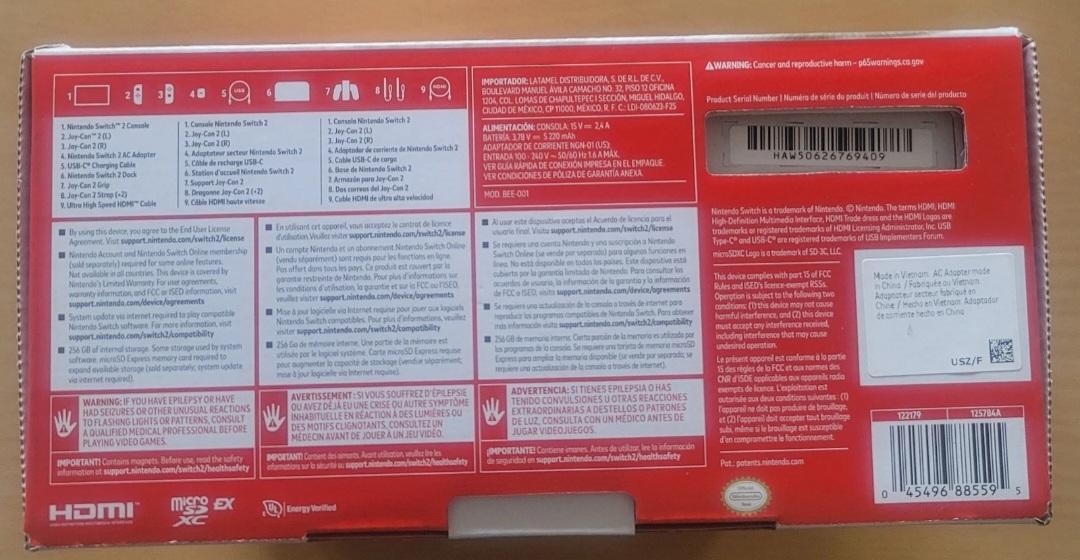 1 2 3 4 5 USB 6 7 8 9 HDMI
1. Nintendo Switch™ 2 Console
2. Joy-Con™ 2 (L)
3. Joy-Con 2 (R)
4. Nintendo Switch 2 AC Adapter
5. USB-C® Charging Cable
6. Nintendo Switch 2 Dock
7. Joy-Con 2 Grip
8. Joy-Con 2 Strap (×2)
9. Ultra High Speed HDMI™ Cable
1. Console Nintendo Switch 2
2. Joy-Con 2 (L)
3. Joy-Con 2 (R)
4. Adaptateur secteur Nintendo Switch 2
5. Câble de recharge USB-C
6. Station d'accueil Nintendo Switch 2
7. Support Joy-Con 2
8. Dragonne Joy-Con 2 (×2)
9. Câble HDMI haute vitesse
1. Consola Nintendo Switch 2
2. Joy-Con 2 (L)
3. Joy-Con 2 (R)
4. Adaptador de corriente de Nintendo Switch 2
5. Cable USB-C de carga
6. Base de Nintendo Switch 2
7. Armazón para Joy-Con 2
8. Dos correas del Joy-Con 2
9. Cable HDMI de ultra alta velocidad
IMPORTADOR: LATAMEL DISTRIBUIDORA, S. DE R.L. DE C.V.,
BOULEVARD MANUEL ÁVILA CAMACHO NO. 32, PISO 12 OFICINA
1204, COL. LOMAS DE CHAPULTEPEC I SECCIÓN, MIGUEL HIDALGO,
CIUDAD DE MÉXICO, CP 11000, MÉXICO. R. F. C.: LDI-080623-F25
ALIMENTACIÓN: CONSOLA: 15 V⎓ 2,4 A
BATERÍA: 3,78 V⎓ 5 220 mAh
ADAPTADOR DE CORRIENTE NGN-01 (US):
ENTRADA 100 - 240 V ~ 50/60 Hz 1.6 A MÁX.
VER GUÍA RÁPIDA DE CONEXIÓN IMPRESA EN EL EMPAQUE.
VER CONDICIONES DE PÓLIZA DE GARANTÍA ANEXA.
MOD. BEE-001
⚠WARNING: Cancer and reproductive harm - p65warnings.ca.gov
Product Serial Number | Numéro de série du produit | Número de serie del producto
HAW50626769409
■ By using this device, you agree to the End User License
Agreement. Visit support.nintendo.com/switch2/license
■ Nintendo Account and Nintendo Switch Online membership
(sold separately) required for some online features.
Not available in all countries. This device is covered by
Nintendo's Limited Warranty. For user agreements,
warranty information, and FCC or ISED information, visit
support.nintendo.com/device/agreements
■ System update via internet required to play compatible
Nintendo Switch software. For more information, visit
support.nintendo.com/switch2/compatibility
■ 256 GB of internal storage. Some storage used by system
software. microSD Express memory card required to
expand available storage (sold separately; system update
via internet required).
■ En utilisant cet appareil, vous acceptez le contrat de licence
d'utilisation. Veuillez visiter support.nintendo.com/switch2/license
■ Un compte Nintendo et un abonnement Nintendo Switch Online
(vendu séparément) sont requis pour les fonctions en ligne.
Pas offert dans tous les pays. Ce produit est couvert par la
garantie restreinte de Nintendo. Pour plus d'informations sur
les conditions d'utilisation, la garantie et sur la FCC ou l'ISED,
veuillez visiter support.nintendo.com/device/agreements
■ Mise à jour logicielle via Internet requise pour jouer aux logiciels
Nintendo Switch compatibles. Pour plus d'infos, veuillez
visiter support.nintendo.com/switch2/compatibility
■ 256 Go de mémoire interne. Une partie de la mémoire est
utilisée par le logiciel système. Carte microSD Express requise
pour augmenter la capacité de stockage (vendue séparément;
mise à jour logicielle via Internet requise).
■ Al usar este dispositivo aceptas el Acuerdo de licencia para el
usuario final. Visita support.nintendo.com/switch2/license
■ Se requiere una cuenta Nintendo y una suscripción a Nintendo
Switch Online (se vende por separado) para algunas funciones en
línea. No está disponible en todos los países. Este dispositivo está
cubierto por la garantía limitada de Nintendo. Para consultar los
acuerdos de usuario, la información de la garantía y la información
de FCC e ISED, visita support.nintendo.com/device/agreements
■ Se requiere una actualización de la consola a través de internet para
reproducir los programas compatibles de Nintendo Switch. Para obtener
más información visita support.nintendo.com/switch2/compatibility
■ 256 GB de memoria interna. Cierta porción de la memoria es utilizada por
los programas de la consola. Se requiere una tarjeta de memoria microSD
Express para ampliar la memoria disponible (se vende por separado; se
requiere una actualización de la consola a través de internet).
Nintendo Switch is a trademark of Nintendo. © Nintendo. The terms HDMI, HDMI
High-Definition Multimedia Interface, HDMI Trade dress and the HDMI Logos are
trademarks or registered trademarks of HDMI Licensing Administrator, Inc. USB
Type-C® and USB-C® are registered trademarks of USB Implementers Forum.
microSDXC Logo is a trademark of SD-3C, LLC.
This device complies with part 15 of FCC
Rules and ISED's licence-exempt RSSs.
Operation is subject to the following two
conditions: (1) this device may not cause
harmful interference, and (2) this device
must accept any interference received,
including interference that may cause
undesired operation.
Le présent appareil est conforme à la partie
15 des règles de la FCC et aux normes des
CNR d'ISDE applicables aux appareils radio
exempts de licence. L'exploitation est
autorisée aux deux conditions suivantes : (1)
l'appareil ne doit pas produire de brouillage,
et (2) l'appareil doit accepter tout brouillage
subi, même si le brouillage est susceptible
d'en compromettre le fonctionnement.
Pat.: patents.nintendo.com
Made in Vietnam. AC Adapter made
in China / Fabriquée au Vietnam.
Adaptateur secteur fabriqué en
Chine / Hecho en Vietnam. Adaptador
de corriente hecho en China
USZ/F
WARNING: IF YOU HAVE EPILEPSY OR HAVE
HAD SEIZURES OR OTHER UNUSUAL REACTIONS
TO FLASHING LIGHTS OR PATTERNS, CONSULT
A QUALIFIED MEDICAL PROFESSIONAL BEFORE
PLAYING VIDEO GAMES.
IMPORTANT! Contains magnets. Before use, read the safety
information at support.nintendo.com/switch2/healthsafety
AVERTISSEMENT : SI VOUS SOUFFREZ D'ÉPILEPSIE
OU AVEZ DÉJÀ EU UNE CRISE OU AUTRE SYMPTÔME
INHABITUELLE EN RÉACTION À DES LUMIÈRES OU
DES MOTIFS CLIGNOTANTS, CONSULTEZ UN
MÉDECIN AVANT DE JOUER À UN JEU VIDÉO.
IMPORTANT! Contient des aimants. Avant utilisation, veuillez lire les
informations sur la sécurité au support.nintendo.com/switch2/healthsafety
ADVERTENCIA: SI TIENES EPILEPSIA O HAS
TENIDO CONVULSIONES U OTRAS REACCIONES
EXTRAORDINARIAS A DESTELLOS O PATRONES
DE LUZ, CONSULTA CON UN MÉDICO ANTES DE
JUGAR VIDEOJUEGOS.
¡IMPORTANTE! Contiene imanes. Antes de utilizar, lee la información
de seguridad en support.nintendo.com/switch2/healthsafety
122179 125784A
0 45496 88559 5
HDMI™
HIGH-DEFINITION MULTIMEDIA INTERFACE
micro SD XC EX
UL Energy Verified
Official
Nintendo
Seal